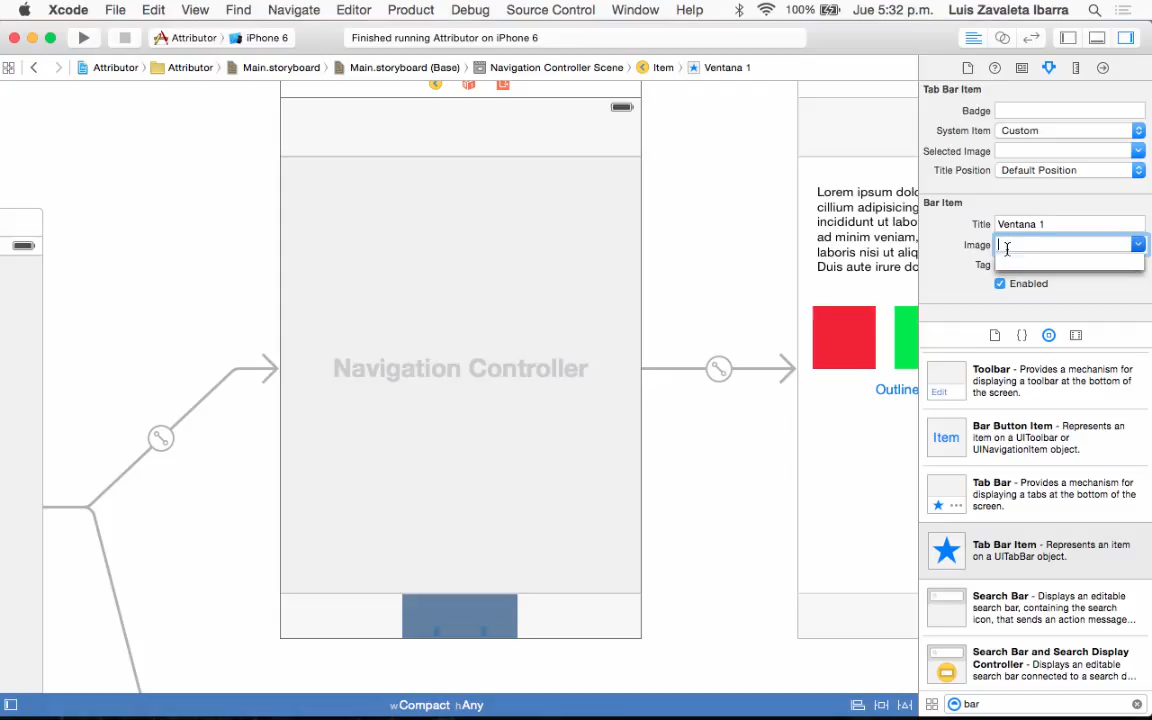 Xcode File Edit View Find Navigate Editor Product Debug Source Control Window Help 100% Jue 5:32 p.m. Luis Zavaleta Ibarra
Attributor iPhone 6
Finished running Attributor on iPhone 6
Attributor Attributor Main.storyboard Main.storyboard (Base) Navigation Controller Scene Item Ventana 1
Tab Bar Item
Badge
System Item Custom
Selected Image
Title Position Default Position
Bar Item
Title Ventana 1
Image
Tag
Enabled
Navigation Controller
Lorem ipsum dolo
cillium adipisicing
incididunt ut labo
ad minim veniam,
laboris nisi ut aliq
Duis aute irure do
Outline
Edit
Toolbar - Provides a mechanism for
displaying a toolbar at the bottom of
the screen.
Item
Bar Button Item - Represents an
item on a UIToolbar or
UINavigationItem object.
Tab Bar - Provides a mechanism for
displaying a tabs at the bottom of the
screen.
Tab Bar Item - Represents an item
on a UITabBar object.
Search Bar - Displays an editable
search bar, containing the search
icon, that sends an action message...
Search Bar and Search Display
Controller - Displays an editable
search bar connected to a search d...
wCompact hAny
bar